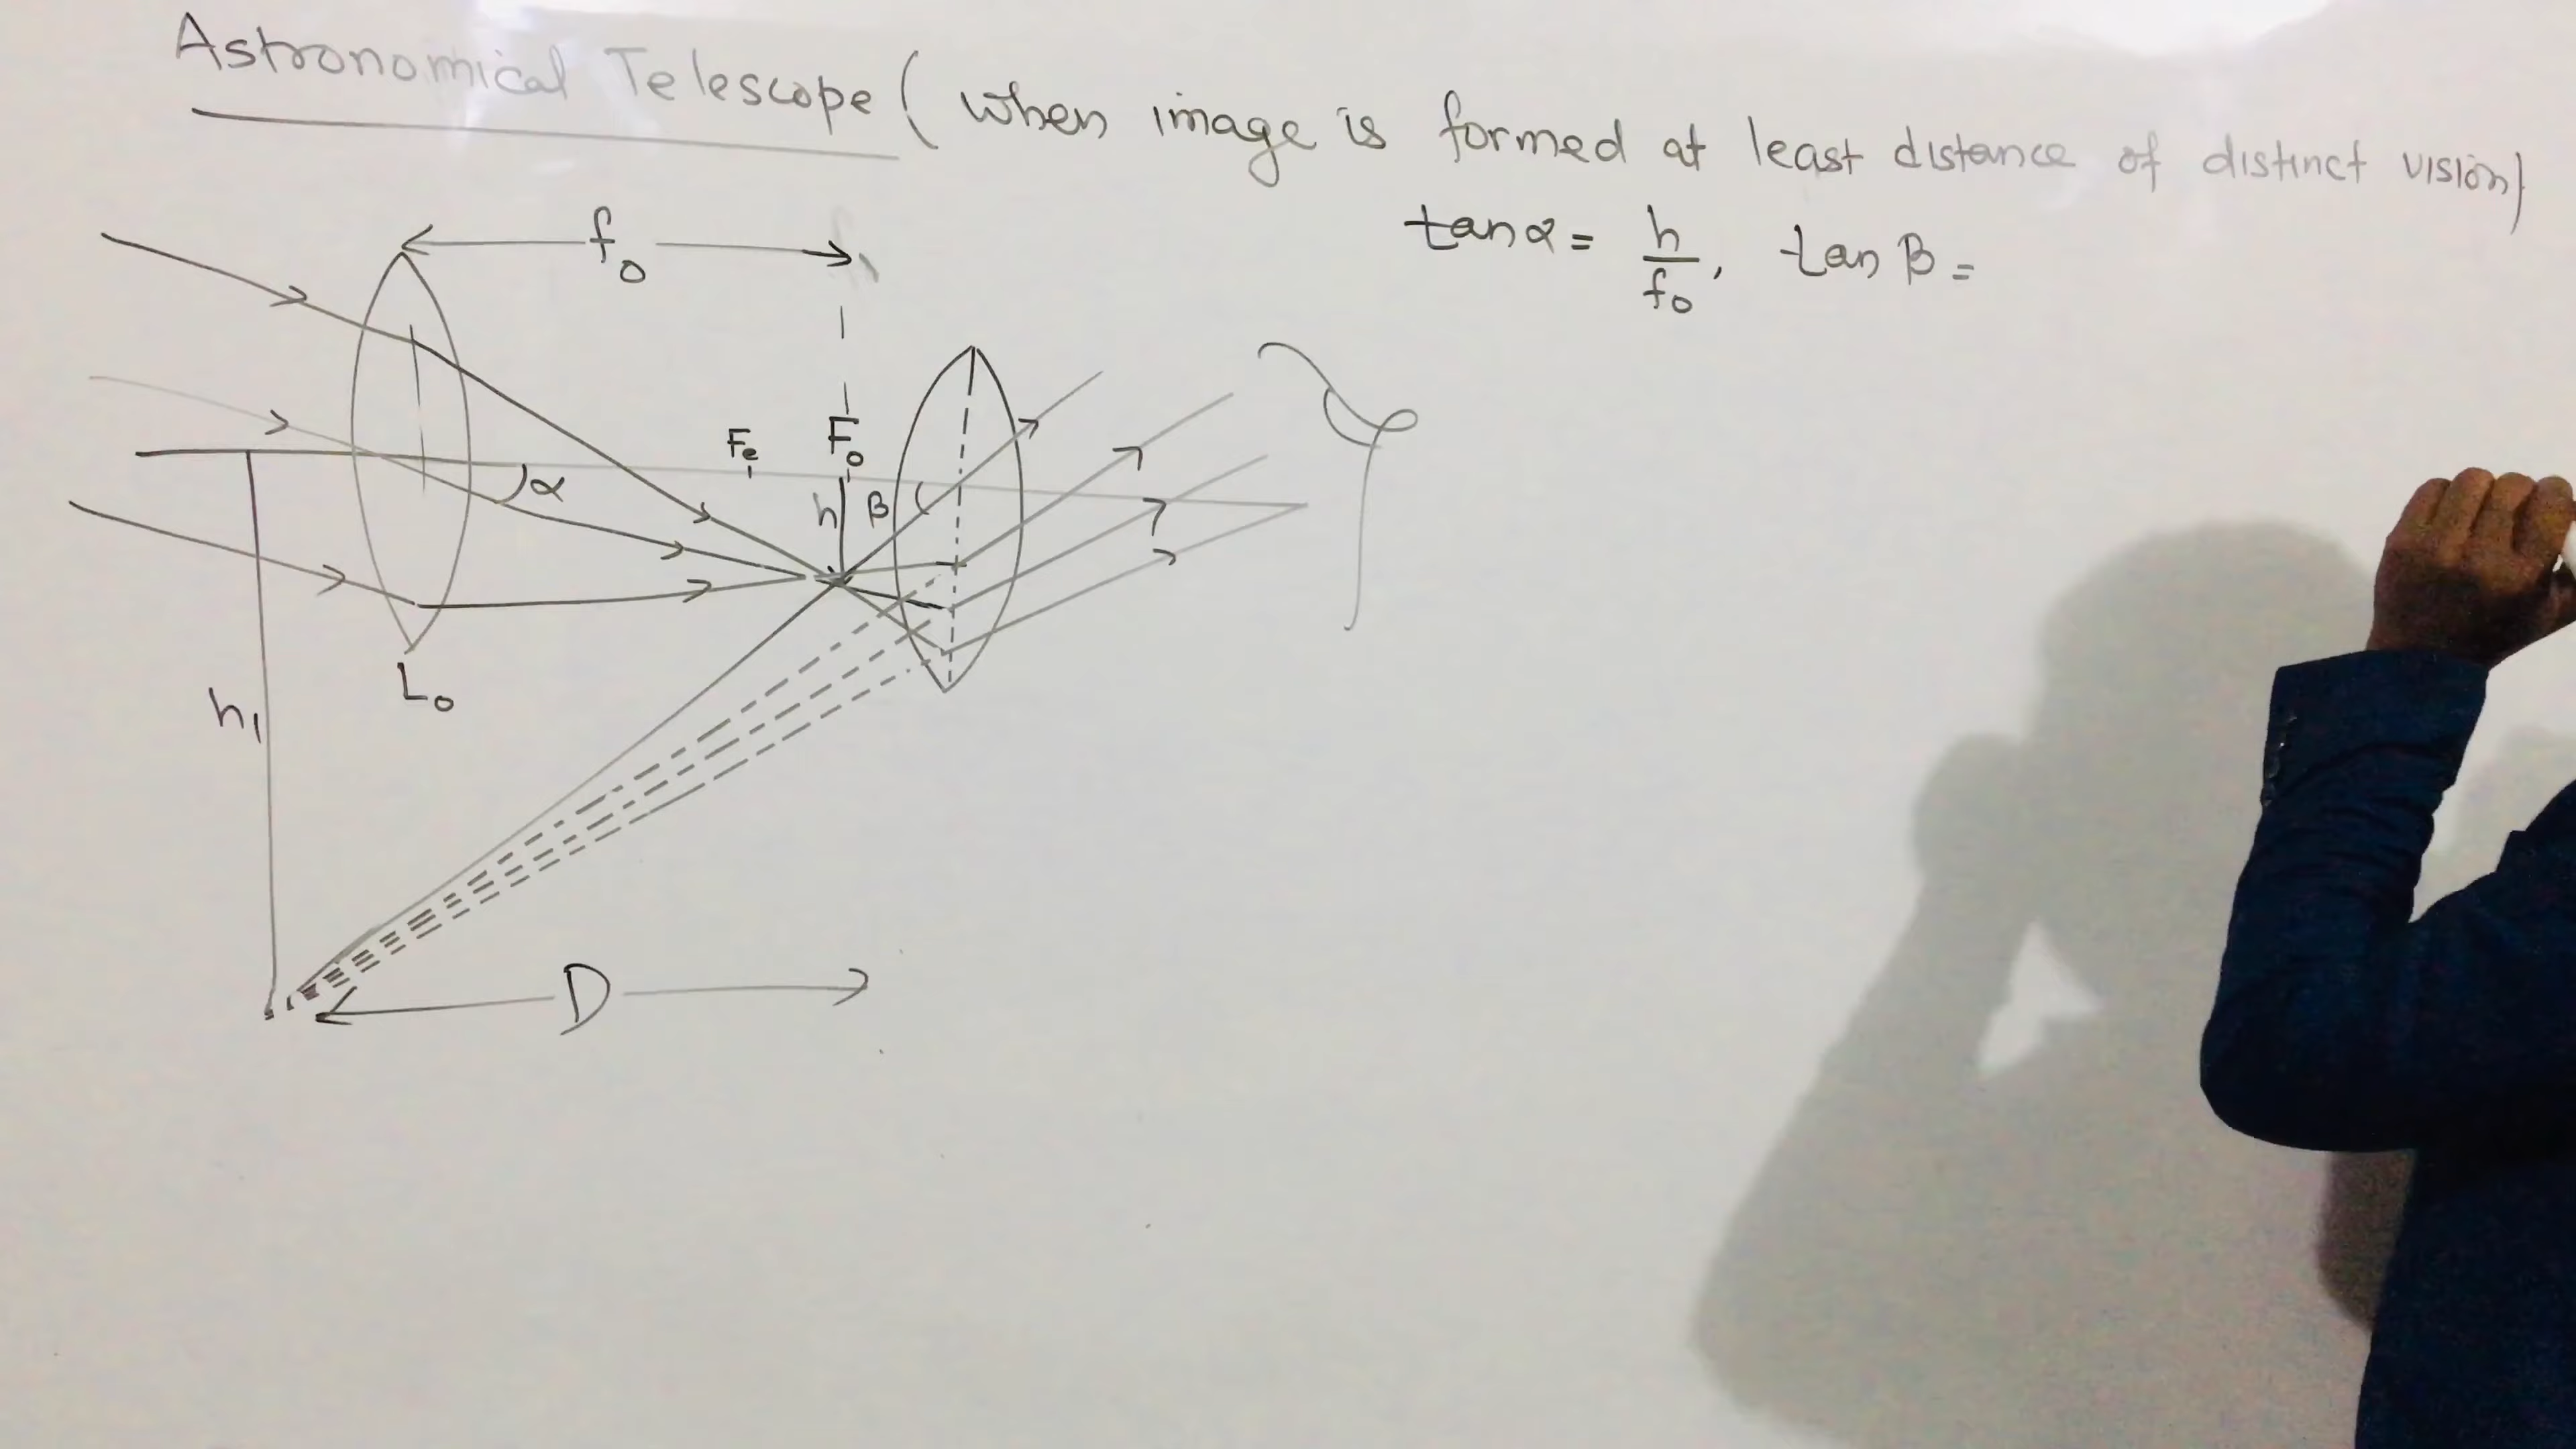 Astronomical Telescope ( when image is formed at least distance of distinct vision)
tanα = h/f₀, tan β =
f₀
Fe
F₀
α
h
β
L₀
h₁
D